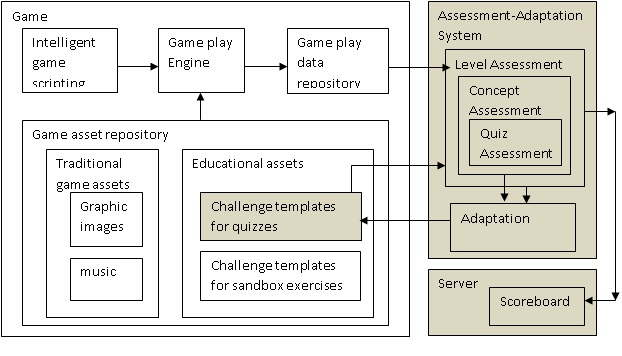 Game
Intelligent
game
scripting
Game play
Engine
Game play
data
repository
Game asset repository
Traditional
game assets
Graphic
images
music
Educational assets
Challenge templates
for quizzes
Challenge templates
for sandbox exercises
Assessment-Adaptation
System
Level Assessment
Concept
Assessment
Quiz
Assessment
Adaptation
Server
Scoreboard